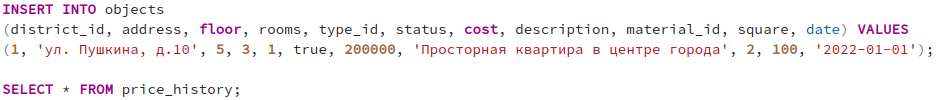 INSERT INTO objects
(district_id, address, floor, rooms, type_id, status, cost, description, material_id, square, date) VALUES
(1, 'ул. Пушкина, д.10', 5, 3, 1, true, 200000, 'Просторная квартира в центре города', 2, 100, '2022-01-01');
SELECT * FROM price_history;